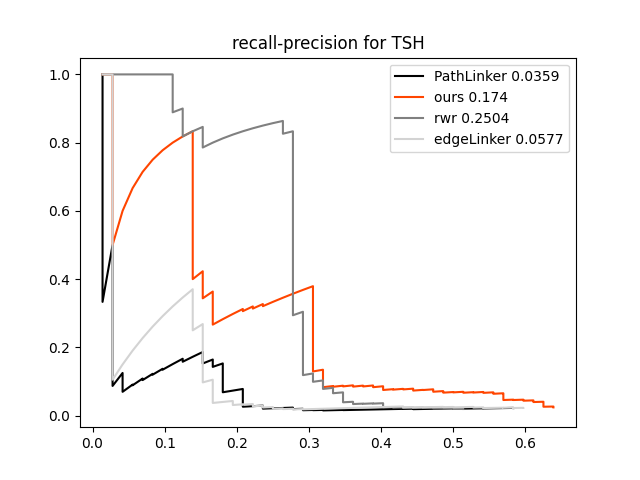 recall-precision for TSH
PathLinker 0.0359
ours 0.174
rwr 0.2504
edgeLinker 0.0577
1.0
0.8
0.6
0.4
0.2
0.0
0.0 0.1 0.2 0.3 0.4 0.5 0.6